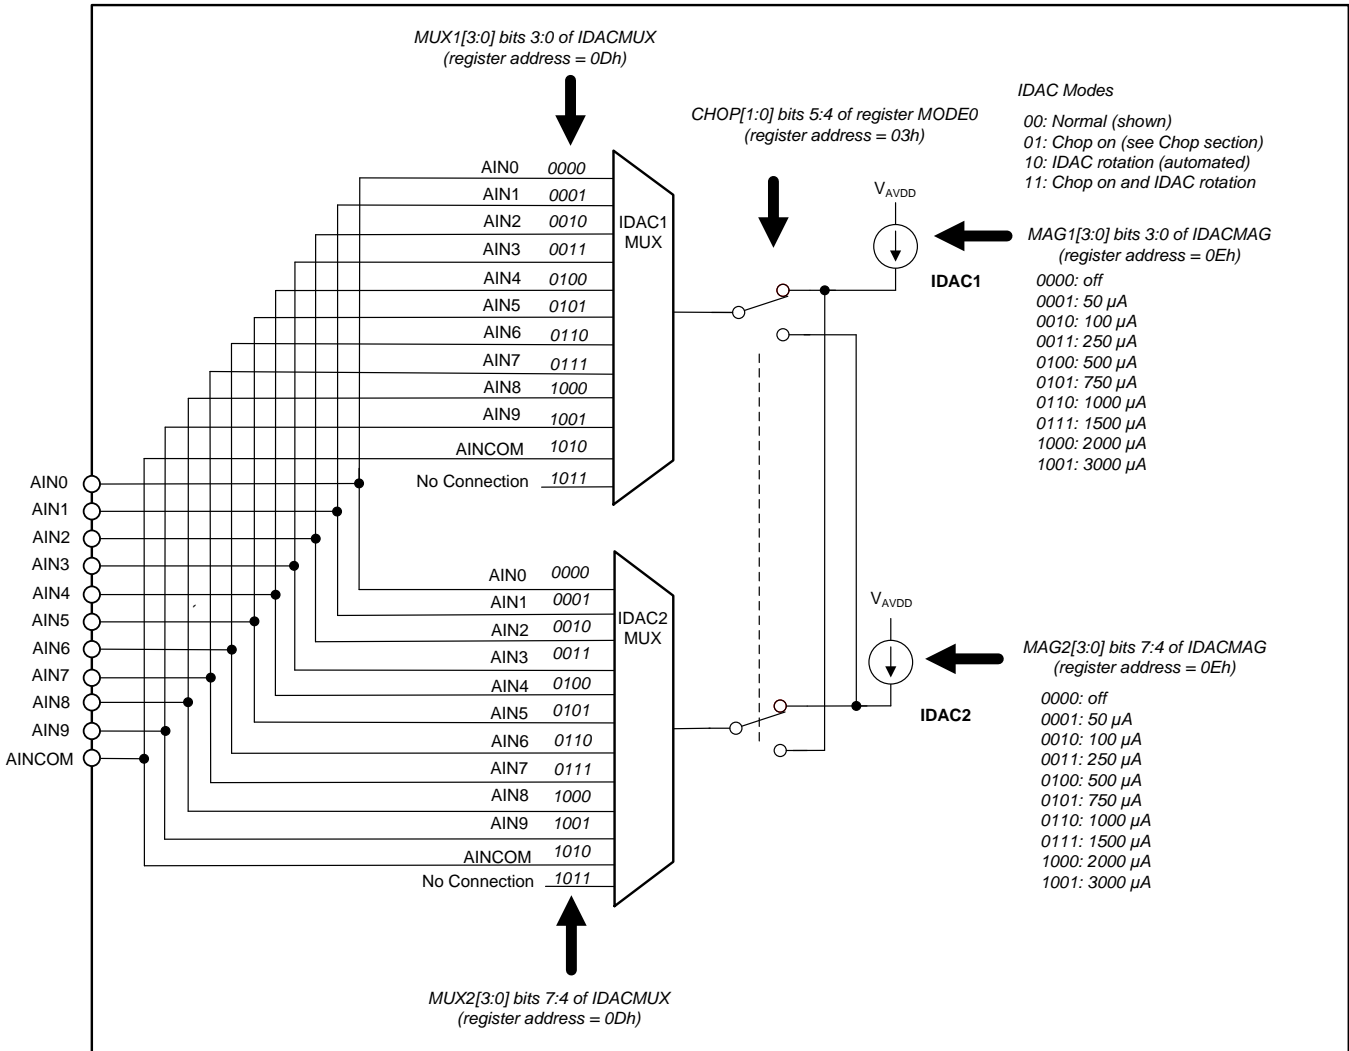 MUX1[3:0] bits 3:0 of IDACMUX
(register address = 0Dh)
CHOP[1:0] bits 5:4 of register MODE0
(register address = 03h)
IDAC Modes
00: Normal (shown)
01: Chop on (see Chop section)
10: IDAC rotation (automated)
11: Chop on and IDAC rotation
AIN0 0000
AIN1 0001
AIN2 0010
AIN3 0011
AIN4 0100
AIN5 0101
AIN6 0110
AIN7 0111
AIN8 1000
AIN9 1001
AINCOM 1010
No Connection 1011
IDAC1
MUX
VAVDD
IDAC1
MAG1[3:0] bits 3:0 of IDACMAG
(register address = 0Eh)
0000: off
0001: 50 µA
0010: 100 µA
0011: 250 µA
0100: 500 µA
0101: 750 µA
0110: 1000 µA
0111: 1500 µA
1000: 2000 µA
1001: 3000 µA
AIN0
AIN1
AIN2
AIN3
AIN4
AIN5
AIN6
AIN7
AIN8
AIN9
AINCOM
AIN0 0000
AIN1 0001
AIN2 0010
AIN3 0011
AIN4 0100
AIN5 0101
AIN6 0110
AIN7 0111
AIN8 1000
AIN9 1001
AINCOM 1010
No Connection 1011
IDAC2
MUX
VAVDD
IDAC2
MAG2[3:0] bits 7:4 of IDACMAG
(register address = 0Eh)
0000: off
0001: 50 µA
0010: 100 µA
0011: 250 µA
0100: 500 µA
0101: 750 µA
0110: 1000 µA
0111: 1500 µA
1000: 2000 µA
1001: 3000 µA
MUX2[3:0] bits 7:4 of IDACMUX
(register address = 0Dh)